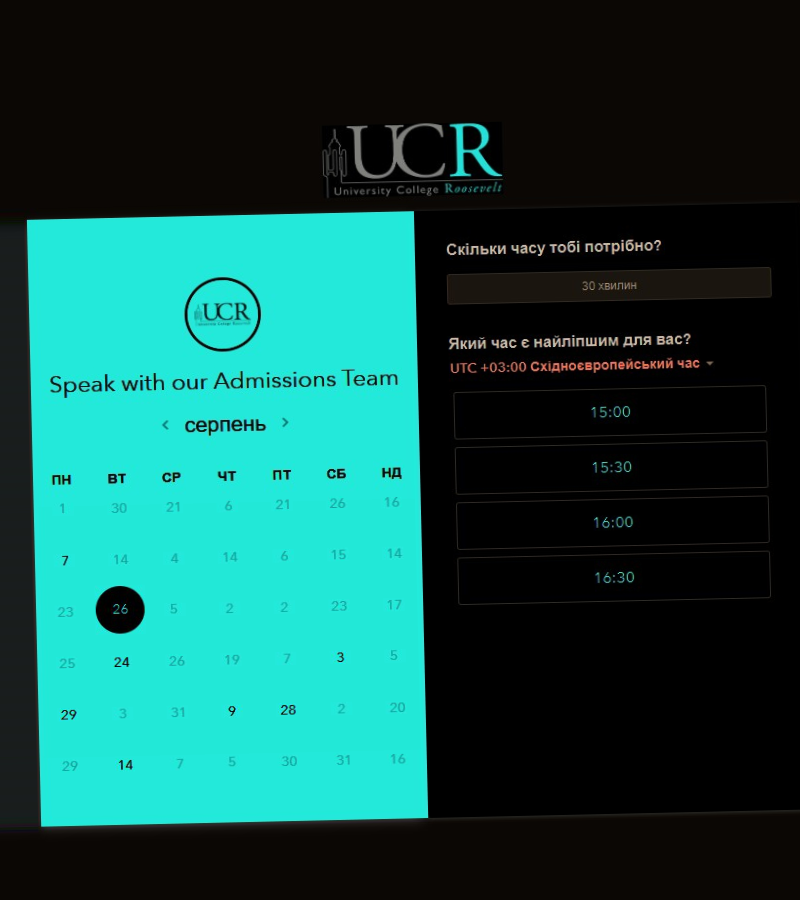 UCR
University College Roosevelt
UCR
Speak with our Admissions Team
серпень
ПН ВТ СР ЧТ ПТ СБ НД
1 30 21 6 21 26 16
7 14 4 14 6 15 14
23 26 5 2 2 23 17
25 24 26 19 7 3 5
29 3 31 9 28 2 20
29 14 7 5 30 31 16
Скільки часу тобі потрібно?
30 хвилин
Який час є найліпшим для вас?
UTC +03:00 Східноєвропейський час
15:00
15:30
16:00
16:30